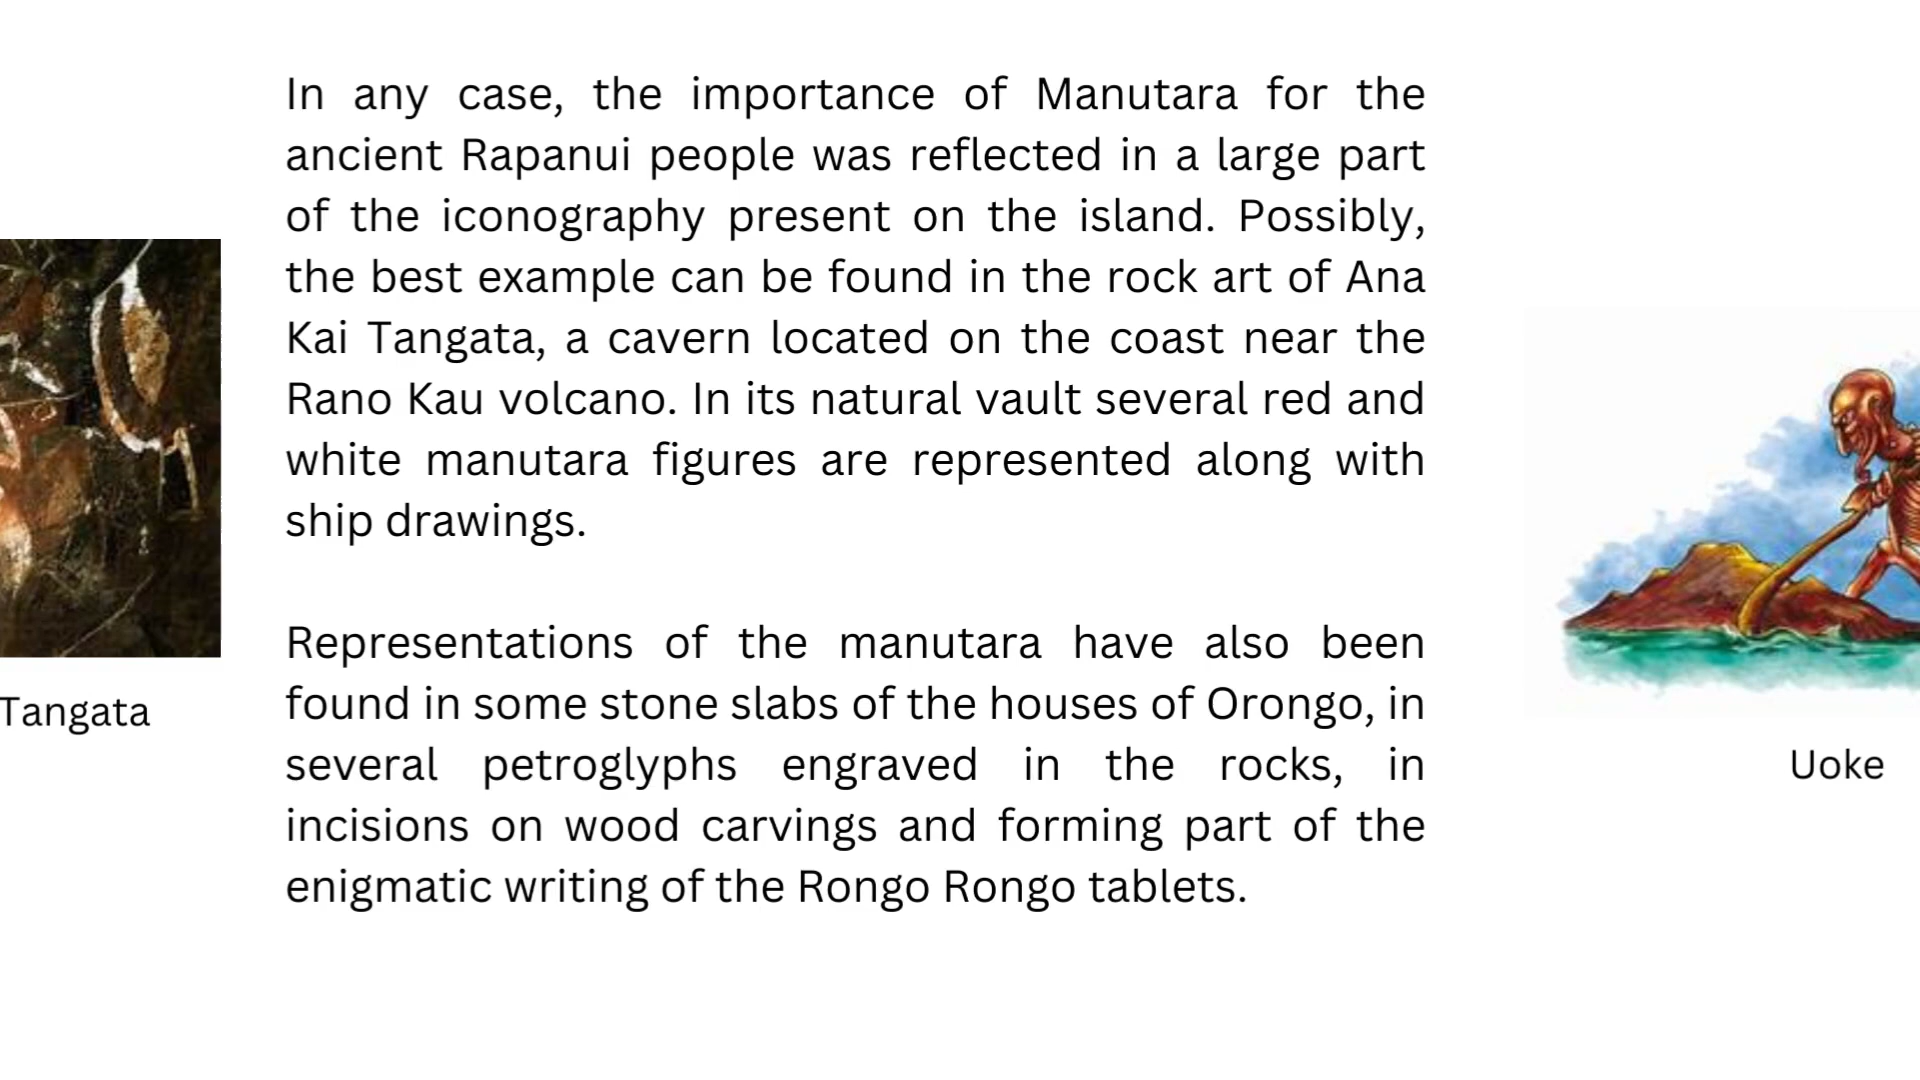 In any case, the importance of Manutara for the
ancient Rapanui people was reflected in a large part
of the iconography present on the island. Possibly,
the best example can be found in the rock art of Ana
Kai Tangata, a cavern located on the coast near the
Rano Kau volcano. In its natural vault several red and
white manutara figures are represented along with
ship drawings.
Representations of the manutara have also been
found in some stone slabs of the houses of Orongo, in
several petroglyphs engraved in the rocks, in
incisions on wood carvings and forming part of the
enigmatic writing of the Rongo Rongo tablets.
Tangata
Uoke